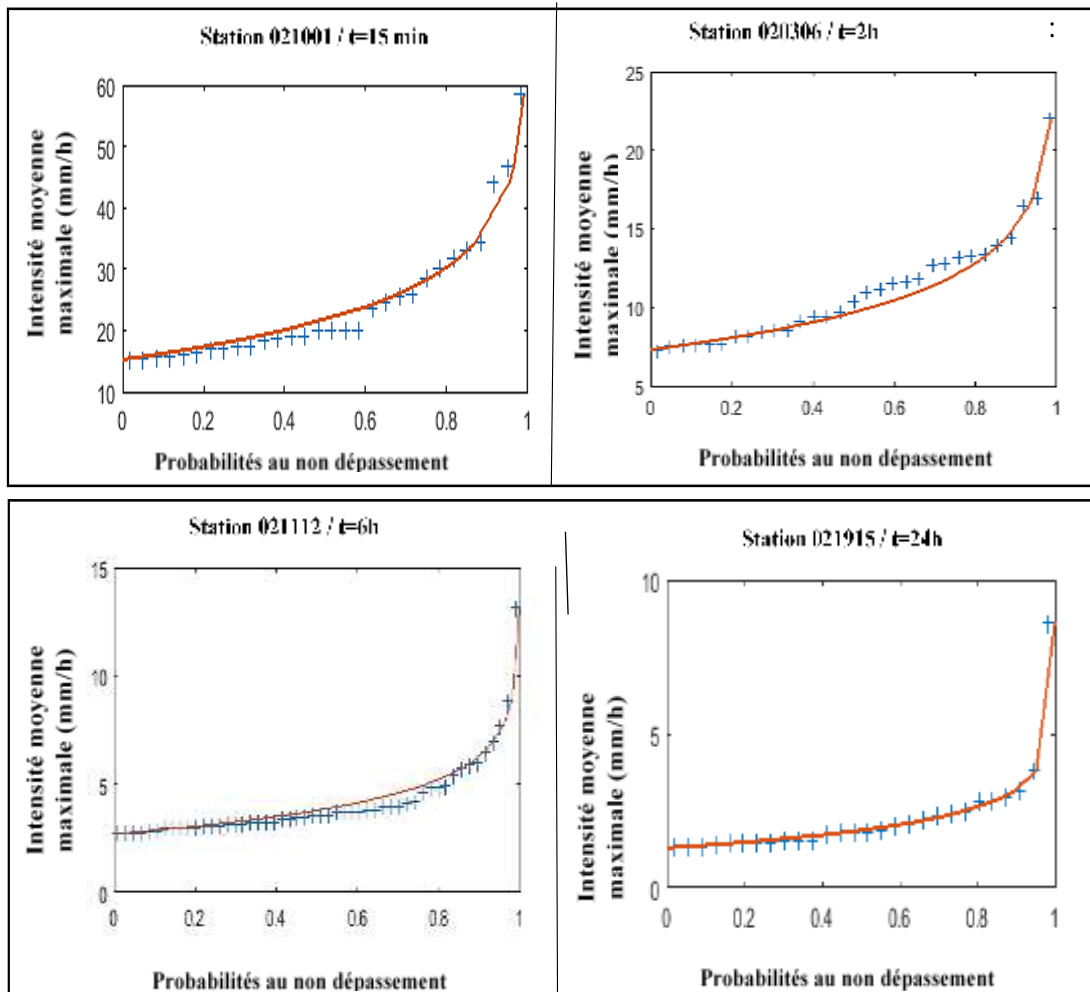 Station 021001 / t=15 min
Intensité moyenne
maximale (mm/h)
60
50
40
30
20
10
0 0.2 0.4 0.6 0.8 1
Probabilités au non dépassement
Station 020306 / t=2h :
Intensité moyenne
maximale (mm/h)
25
20
15
10
5
0 0.2 0.4 0.6 0.8 1
Probabilités au non dépassement
Station 021112 / t=6h
Intensité moyenne
maximale (mm/h)
15
10
5
0
0 0.2 0.4 0.6 0.8 1
Probabilités au non dépassement
Station 021915 / t=24h
Intensité moyenne
maximale (mm/h)
10
5
0
0 0.2 0.4 0.6 0.8 1
Probabilités au non dépassement